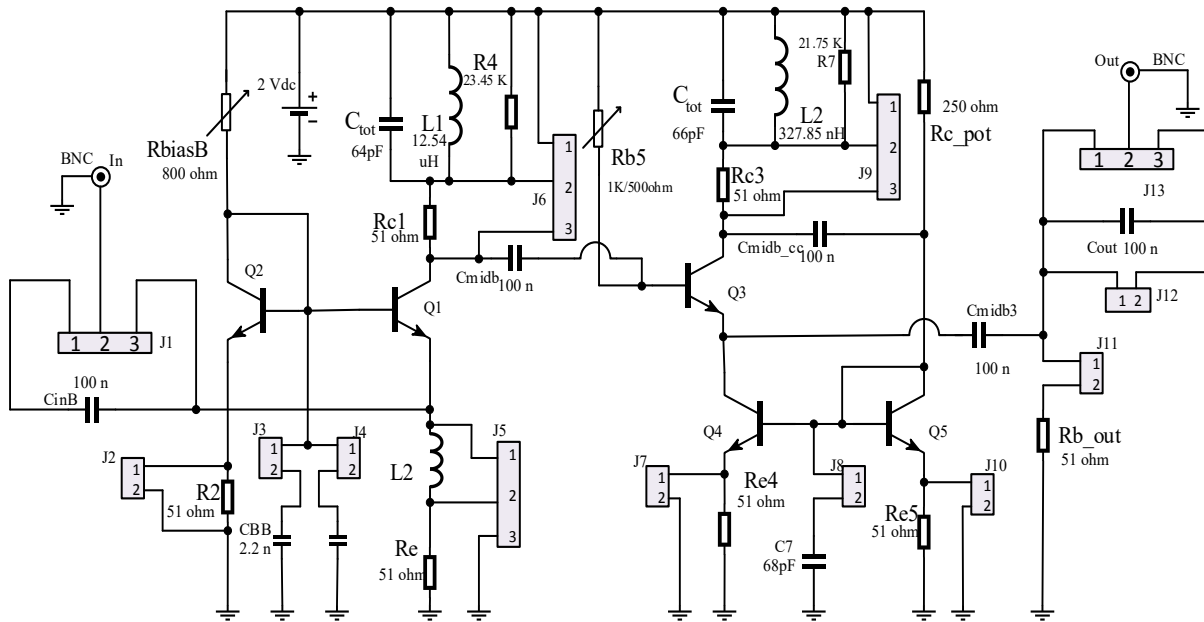 2 Vdc
RbiasB
800 ohm
BNC
In
Ctot
64pF
L1
12.54
uH
R4
23.45 K
1
2
3
J6
Rb5
1K/500ohm
Ctot
66pF
L2
327.85 nH
21.75 K
R7
1
2
3
J9
250 ohm
Rc_pot
Out
BNC
1 2 3
J13
Cout 100 n
1 2
J12
Rc1
51 ohm
Cmidb
100 n
Rc3
51 ohm
Cmidb_cc
100 n
Q2
Q1
Q3
Cmidb3
100 n
1 2 3
J1
100 n
CinB
J11
1
2
J2
1
2
R2
51 ohm
J3
1
2
J4
1
2
CBB
2.2 n
L2
J5
1
2
3
Re
51 ohm
Q4
Q5
J7
1
2
Re4
51 ohm
J8
1
2
C7
68pF
Re5
51 ohm
J10
1
2
Rb_out
51 ohm